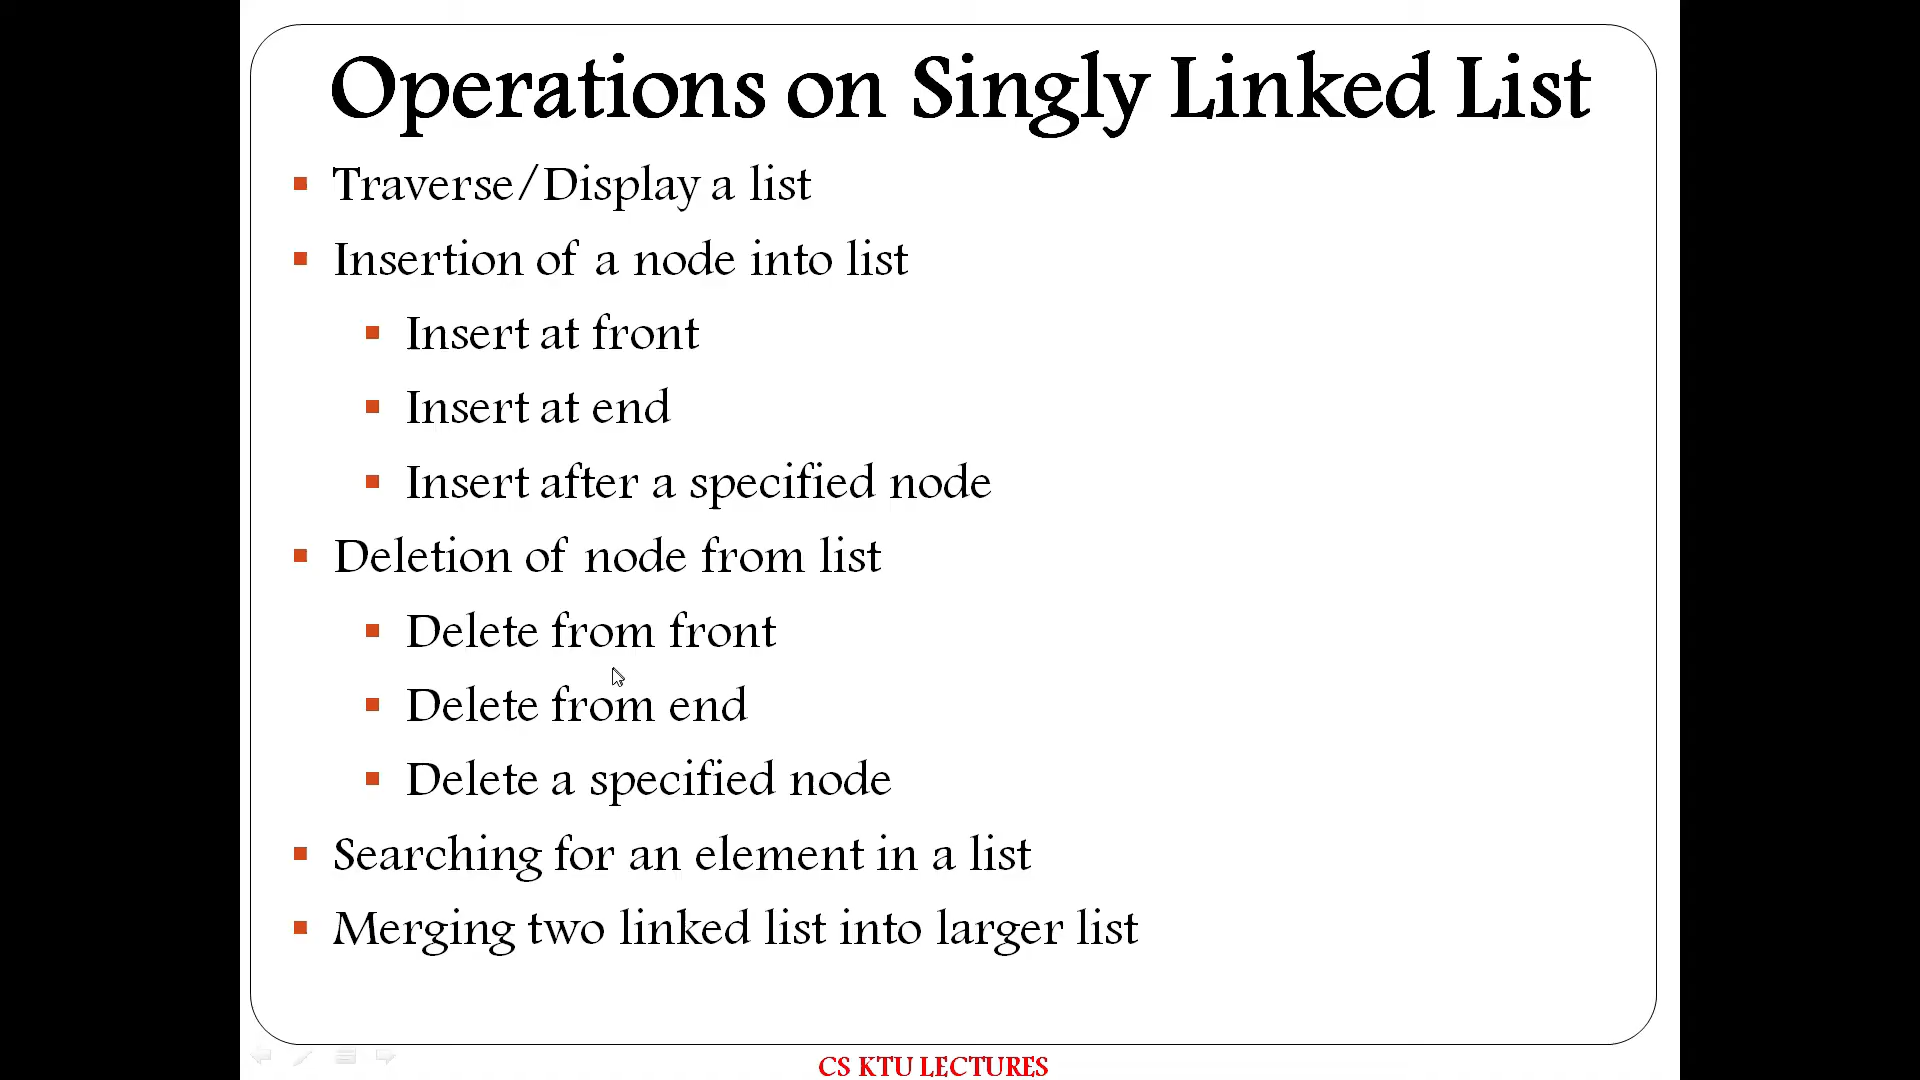 Operations on Singly Linked List
Traverse/Display a list
Insertion of a node into list
Insert at front
Insert at end
Insert after a specified node
Deletion of node from list
Delete from front
Delete from end
Delete a specified node
Searching for an element in a list
Merging two linked list into larger list
CS KTU LECTURES